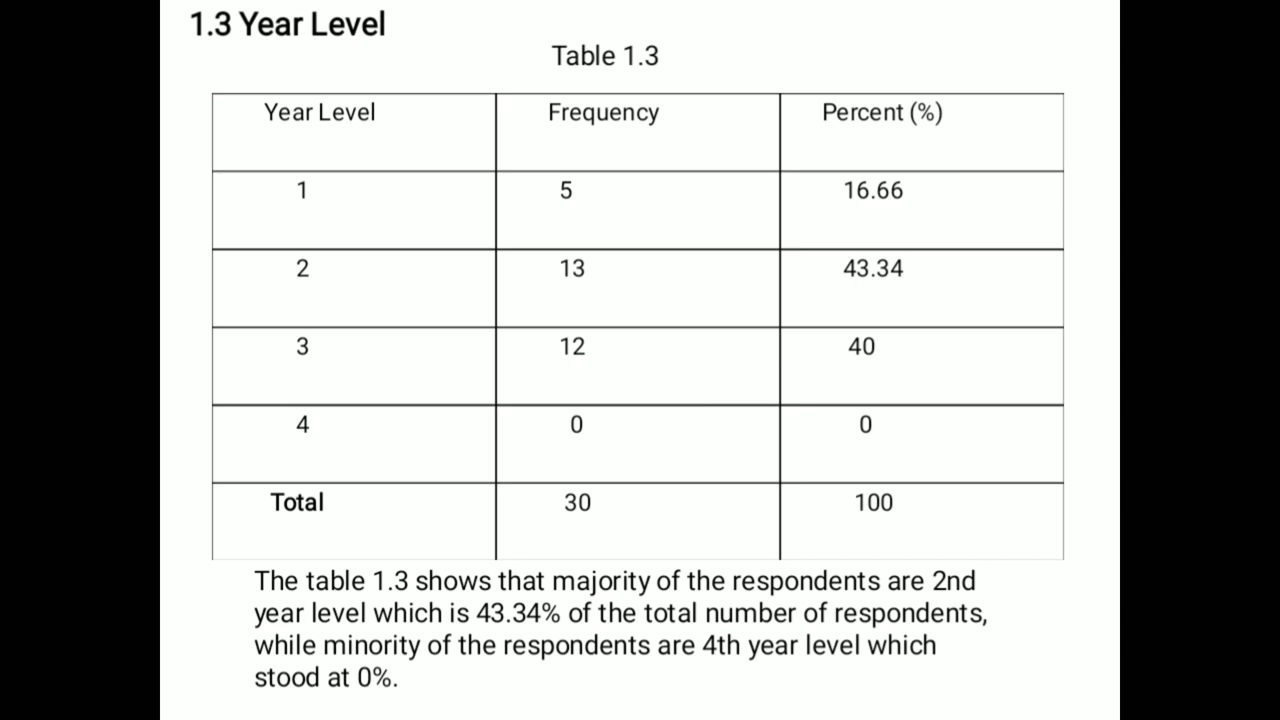 1.3 Year Level
Table 1.3
Year Level Frequency Percent (%)
1 5 16.66
2 13 43.34
3 12 40
4 0 0
Total 30 100
The table 1.3 shows that majority of the respondents are 2nd
year level which is 43.34% of the total number of respondents,
while minority of the respondents are 4th year level which
stood at 0%.